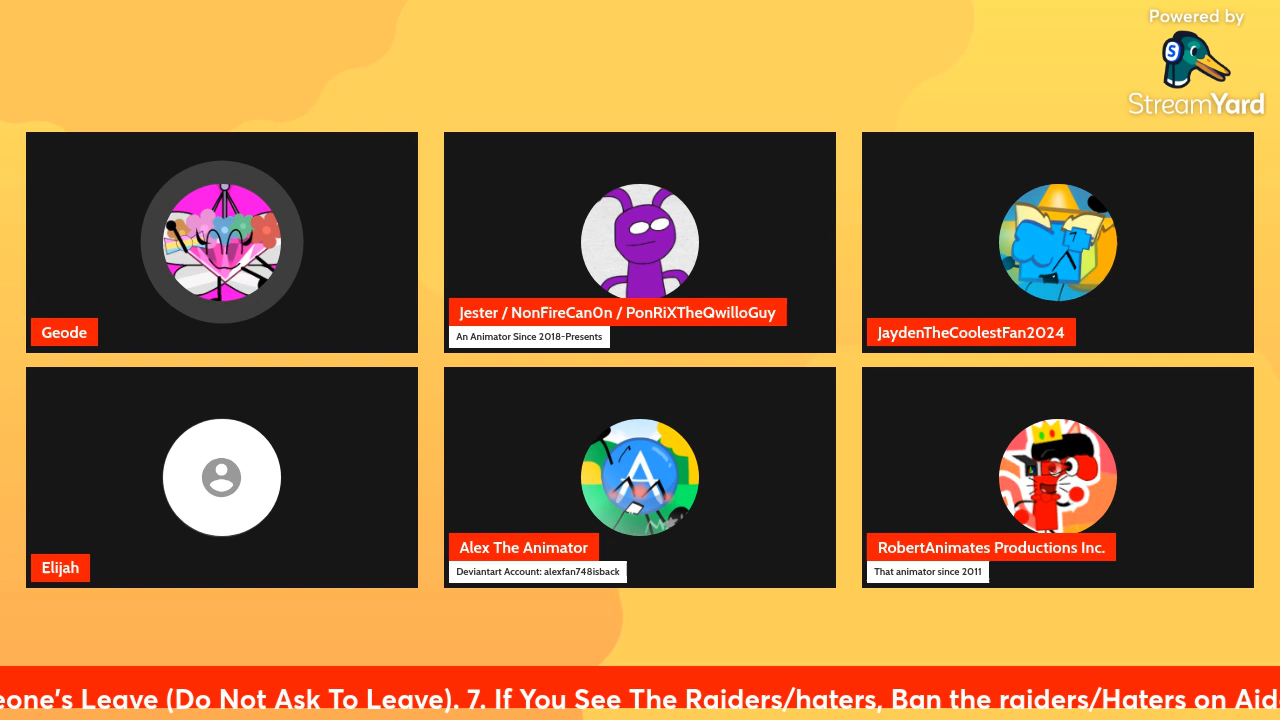 Powered by
StreamYard
Geode
Jester / NonFireCan0n / PonRiXTheQwilloGuy
An Animator Since 2018-Presents
JaydenTheCoolestFan2024
Elijah
Alex The Animator
Deviantart Account: alexfan748isback
RobertAnimates Productions Inc.
That animator since 2011
eone's Leave (Do Not Ask To Leave). 7. If You See The Raiders/haters, Ban the raiders/Haters on Aid